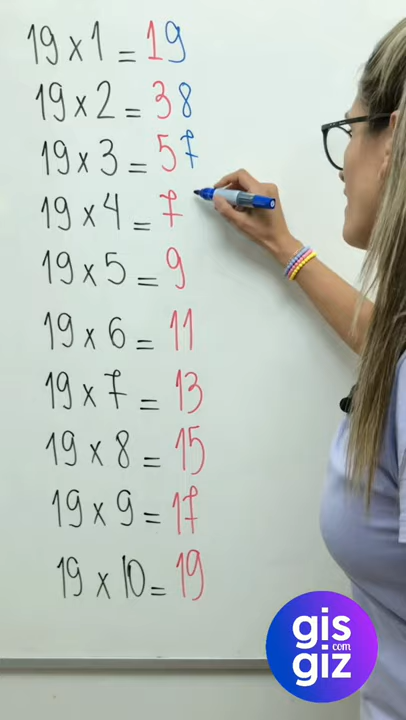 19 x 1 = 19
19 x 2 = 38
19 x 3 = 57
19 x 4 = 7
19 x 5 = 9
19 x 6 = 11
19 x 7 = 13
19 x 8 = 15
19 x 9 = 17
19 x 10 = 19
gis
com
giz